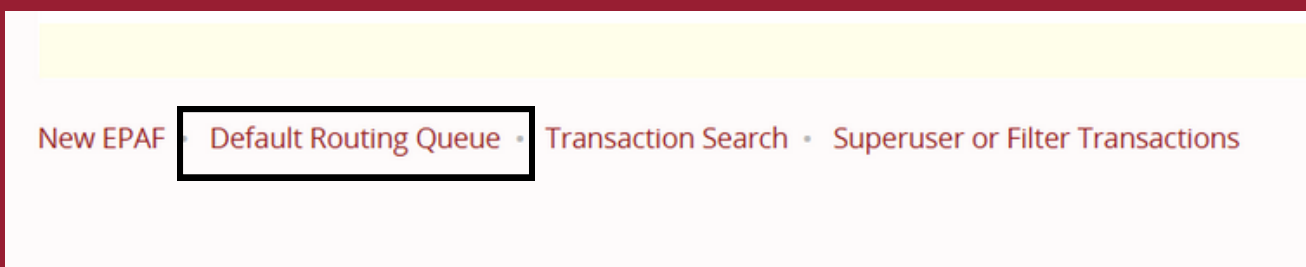 New EPAF • Default Routing Queue • Transaction Search • Superuser or Filter Transactions